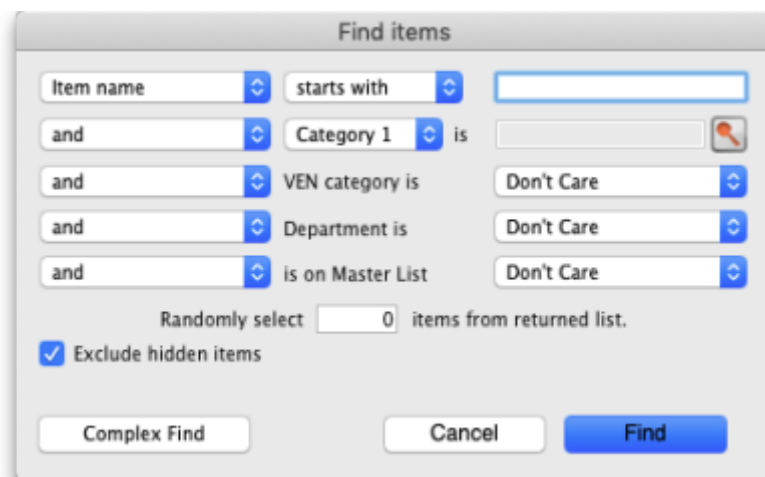 Find items
Item name starts with
and Category 1 is
and VEN category is Don't Care
and Department is Don't Care
and is on Master List Don't Care
Randomly select 0 items from returned list.
Exclude hidden items
Complex Find Cancel Find